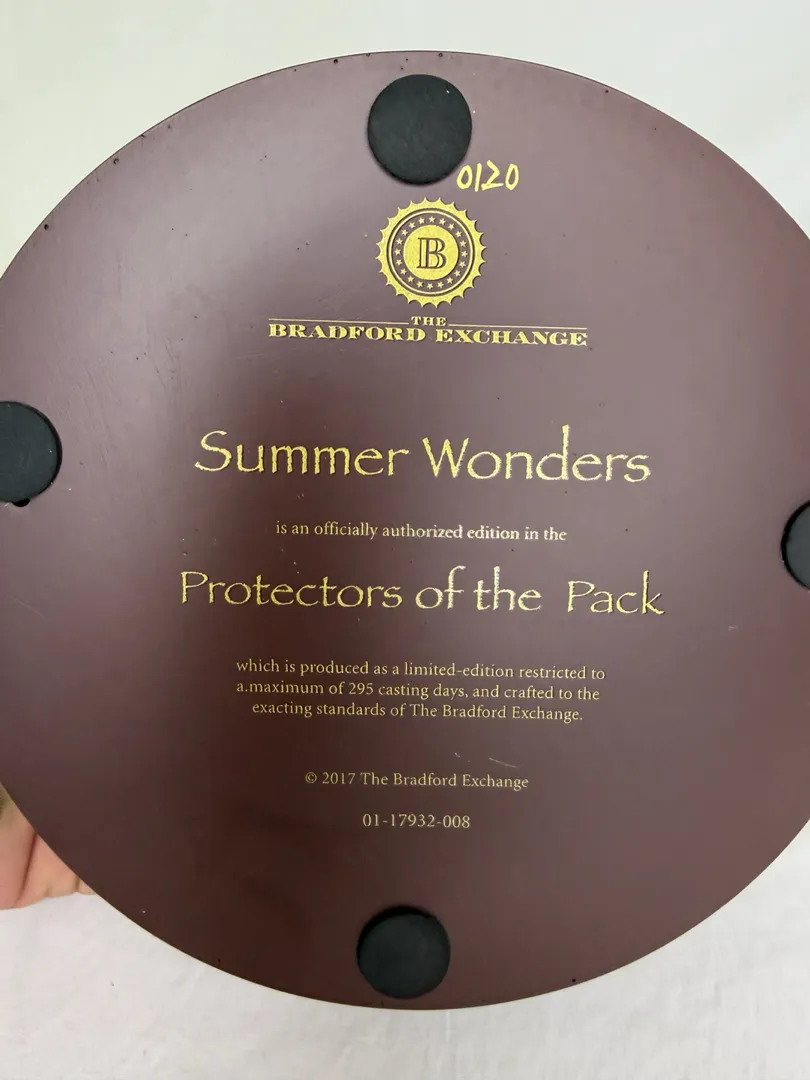 0120
B
THE
BRADFORD EXCHANGE
Summer Wonders
is an officially authorized edition in the
Protectors of the Pack
which is produced as a limited-edition restricted to
a.maximum of 295 casting days, and crafted to the
exacting standards of The Bradford Exchange.
© 2017 The Bradford Exchange
01-17932-008